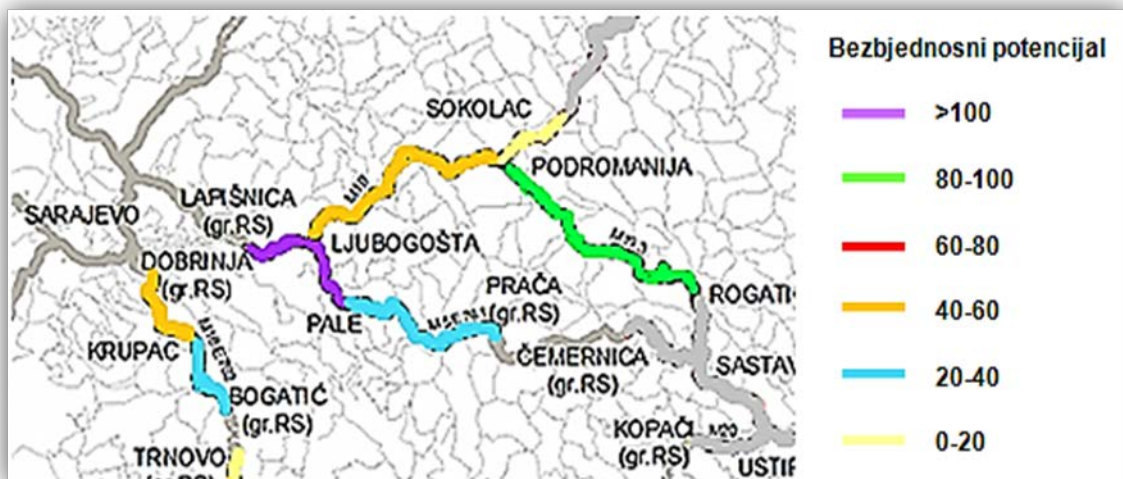 Bezbjednosni potencijal
>100
80-100
60-80
40-60
20-40
0-20
SOKOLAC
PODROMANIJA
LAPIŠNICA
(gr.RS)
SARAJEVO
LJUBOGOŠTA
DOBRINJA
(gr.RS)
PRAČA
(gr.RS)
ROGATI
PALE
KRUPAC
ČEMERNICA
(gr.RS)
SASTAV
BOGATIĆ
(gr.RS)
KOPAČI
(gr.RS)
M20
TRNOVO
USTIP